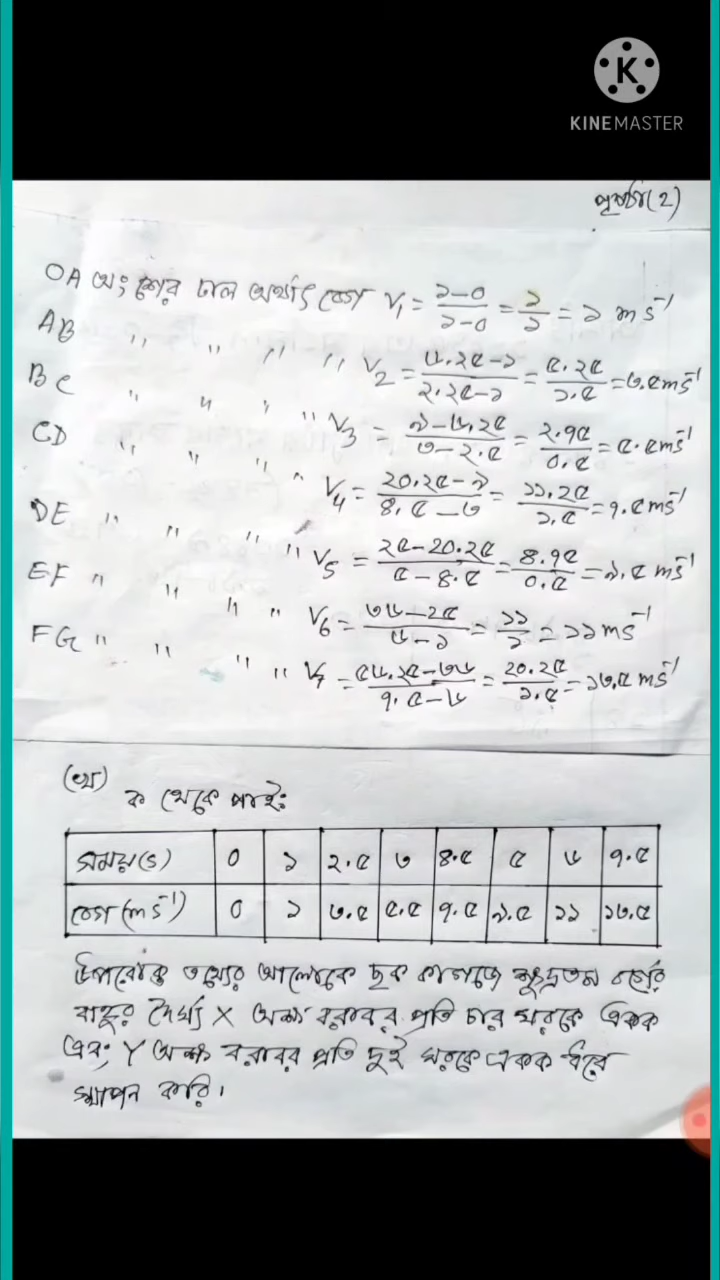 KINEMASTER
পৃষ্ঠা (২)
OA অংশের ঢাল অর্থাৎ বেগ V₁ = (১-০)/(১-০) = ১/১ = ১ ms⁻¹
AB " " " " V₂ = (৬.২৫-১)/(২.২৫-১) = ৫.২৫/১.৫ = ৩.৫ms⁻¹
BC " " " " V₃ = (৯-৬.২৫)/(৩-২.৫) = ২.৭৫/০.৫ = ৫.৫ms⁻¹
CD " " " " V₄ = (২০.২৫-৯)/(৪.৫-৩) = ১১.২৫/১.৫ = ৭.৫ms⁻¹
DE " " " " V₅ = (২৫-২০.২৫)/(৫-৪.৫) = ৪.৭৫/০.৫ = ৯.৫ ms⁻¹
EF " " " " V₆ = (৩৬-২৫)/(৬-১) = ১১/১ = ১১ms⁻¹
FG " " " " V₇ = (৫৬.২৫-৩৬)/(৭.৫-৬) = ২০.২৫/১.৫ = ১৩.৫ ms⁻¹
(খ) ক থেকে পাই:
সময়(s) ০ ১ ২.৫ ৩ ৪.৫ ৫ ৬ ৭.৫
বেগ(ms⁻¹) ০ ১ ৩.৫ ৫.৫ ৭.৫ ৯.৫ ১১ ১৩.৫
উপরোক্ত তথ্যের আলোকে ছক কাগজে ক্ষুদ্রতম বর্গের
বাহুর দৈর্ঘ্য X অক্ষ বরাবর প্রতি চার ঘরকে একক
এবং Y অক্ষ বরাবর প্রতি দুই ঘরকে একক ধরে
স্থাপন করি।